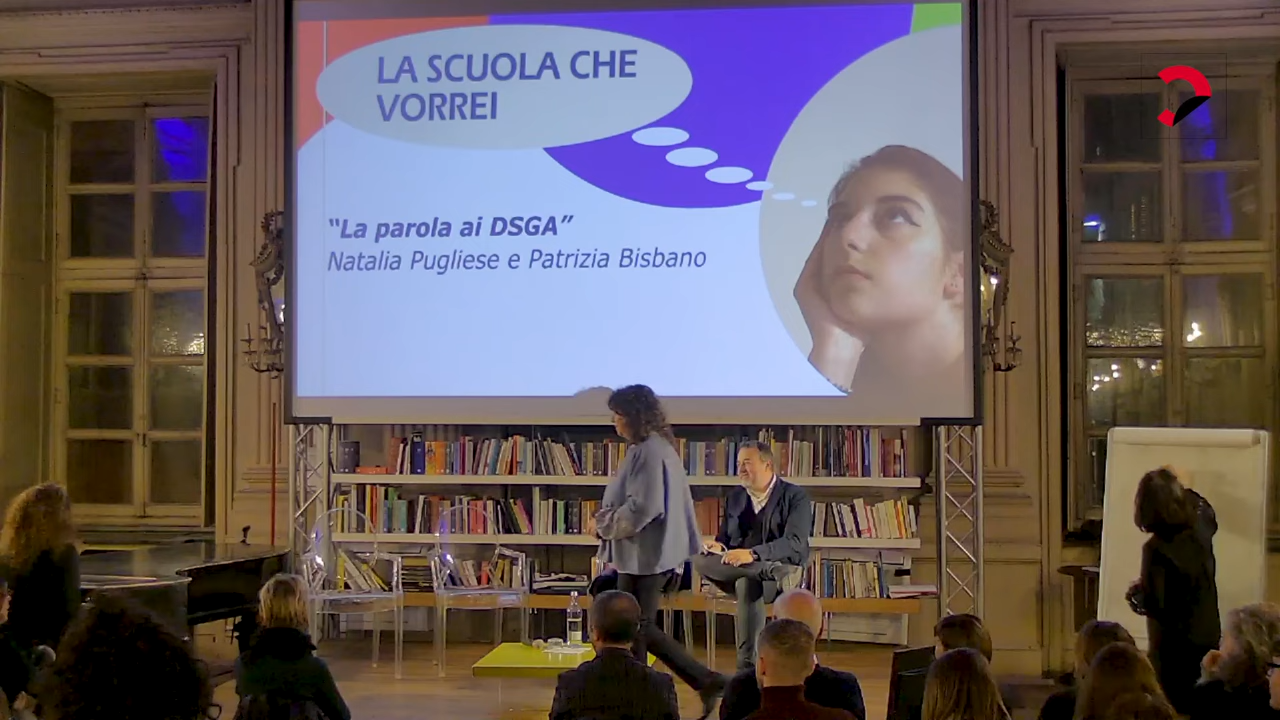 LA SCUOLA CHE
VORREI
“La parola ai DSGA”
Natalia Pugliese e Patrizia Bisbano